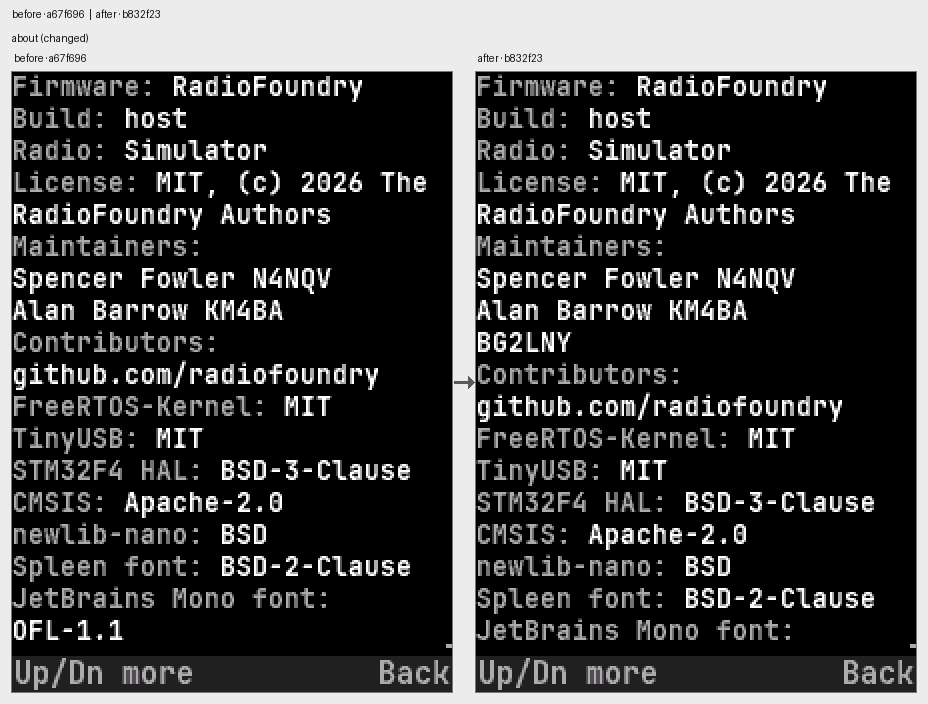 before·a67f696 | after·b832f23
about (changed)
before·a67f696
Firmware: RadioFoundry
Build: host
Radio: Simulator
License: MIT, (c) 2026 The
RadioFoundry Authors
Maintainers:
Spencer Fowler N4NQV
Alan Barrow KM4BA
Contributors:
github.com/radiofoundry
FreeRTOS-Kernel: MIT
TinyUSB: MIT
STM32F4 HAL: BSD-3-Clause
CMSIS: Apache-2.0
newlib-nano: BSD
Spleen font: BSD-2-Clause
JetBrains Mono font:
OFL-1.1
Up/Dn more Back
after·b832f23
Firmware: RadioFoundry
Build: host
Radio: Simulator
License: MIT, (c) 2026 The
RadioFoundry Authors
Maintainers:
Spencer Fowler N4NQV
Alan Barrow KM4BA
BG2LNY
Contributors:
github.com/radiofoundry
FreeRTOS-Kernel: MIT
TinyUSB: MIT
STM32F4 HAL: BSD-3-Clause
CMSIS: Apache-2.0
newlib-nano: BSD
Spleen font: BSD-2-Clause
JetBrains Mono font:
Up/Dn more Back